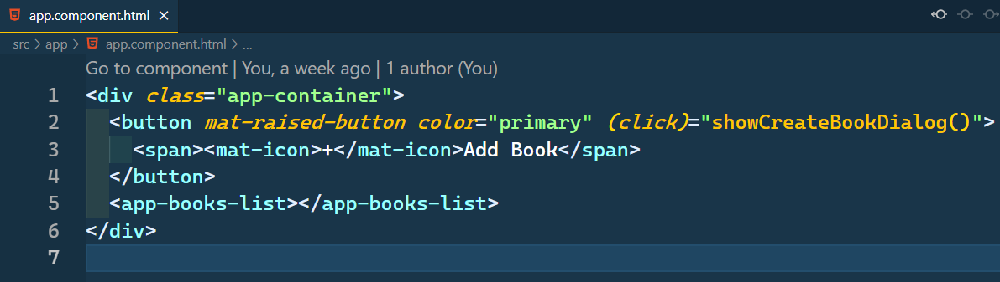 app.component.html ×
src > app > app.component.html > ...
Go to component | You, a week ago | 1 author (You)
1 <div class="app-container">
2   <button mat-raised-button color="primary" (click)="showCreateBookDialog()">
3     <span><mat-icon>+</mat-icon>Add Book</span>
4   </button>
5   <app-books-list></app-books-list>
6 </div>
7